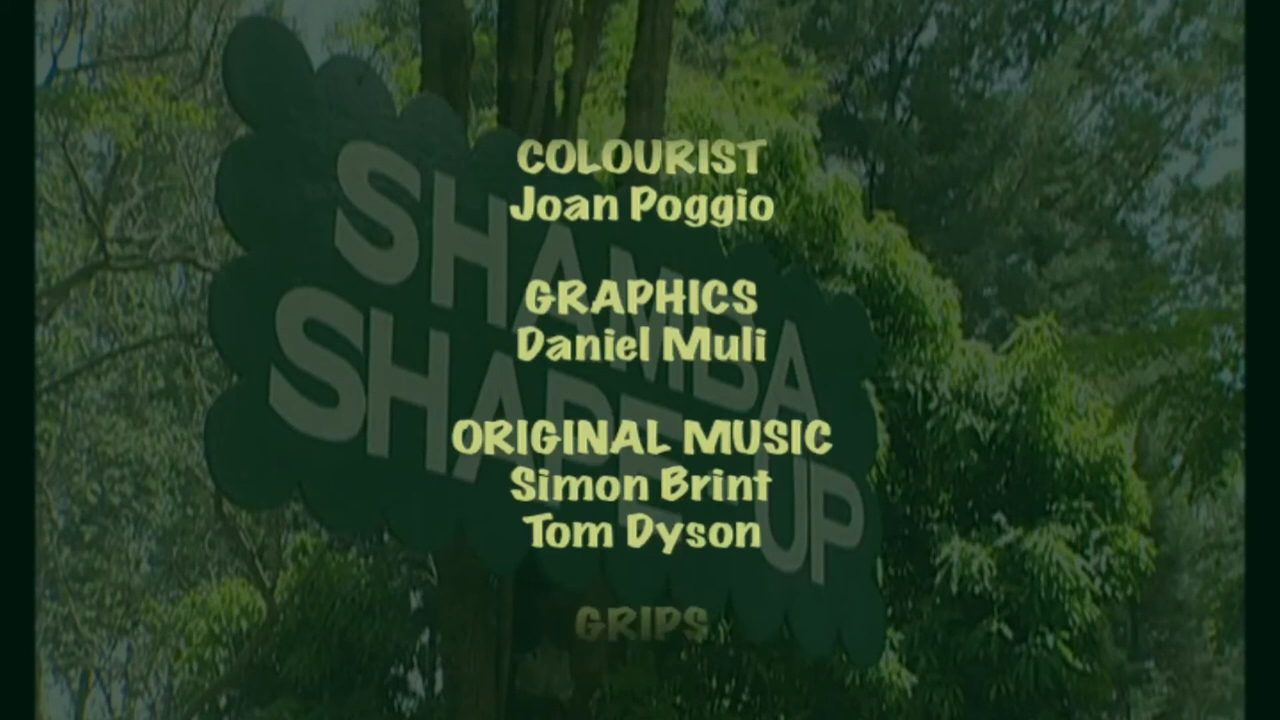 SHAMBA
SHAPE-UP
COLOURIST
Joan Poggio
GRAPHICS
Daniel Muli
ORIGINAL MUSIC
Simon Brint
Tom Dyson
GRIPS